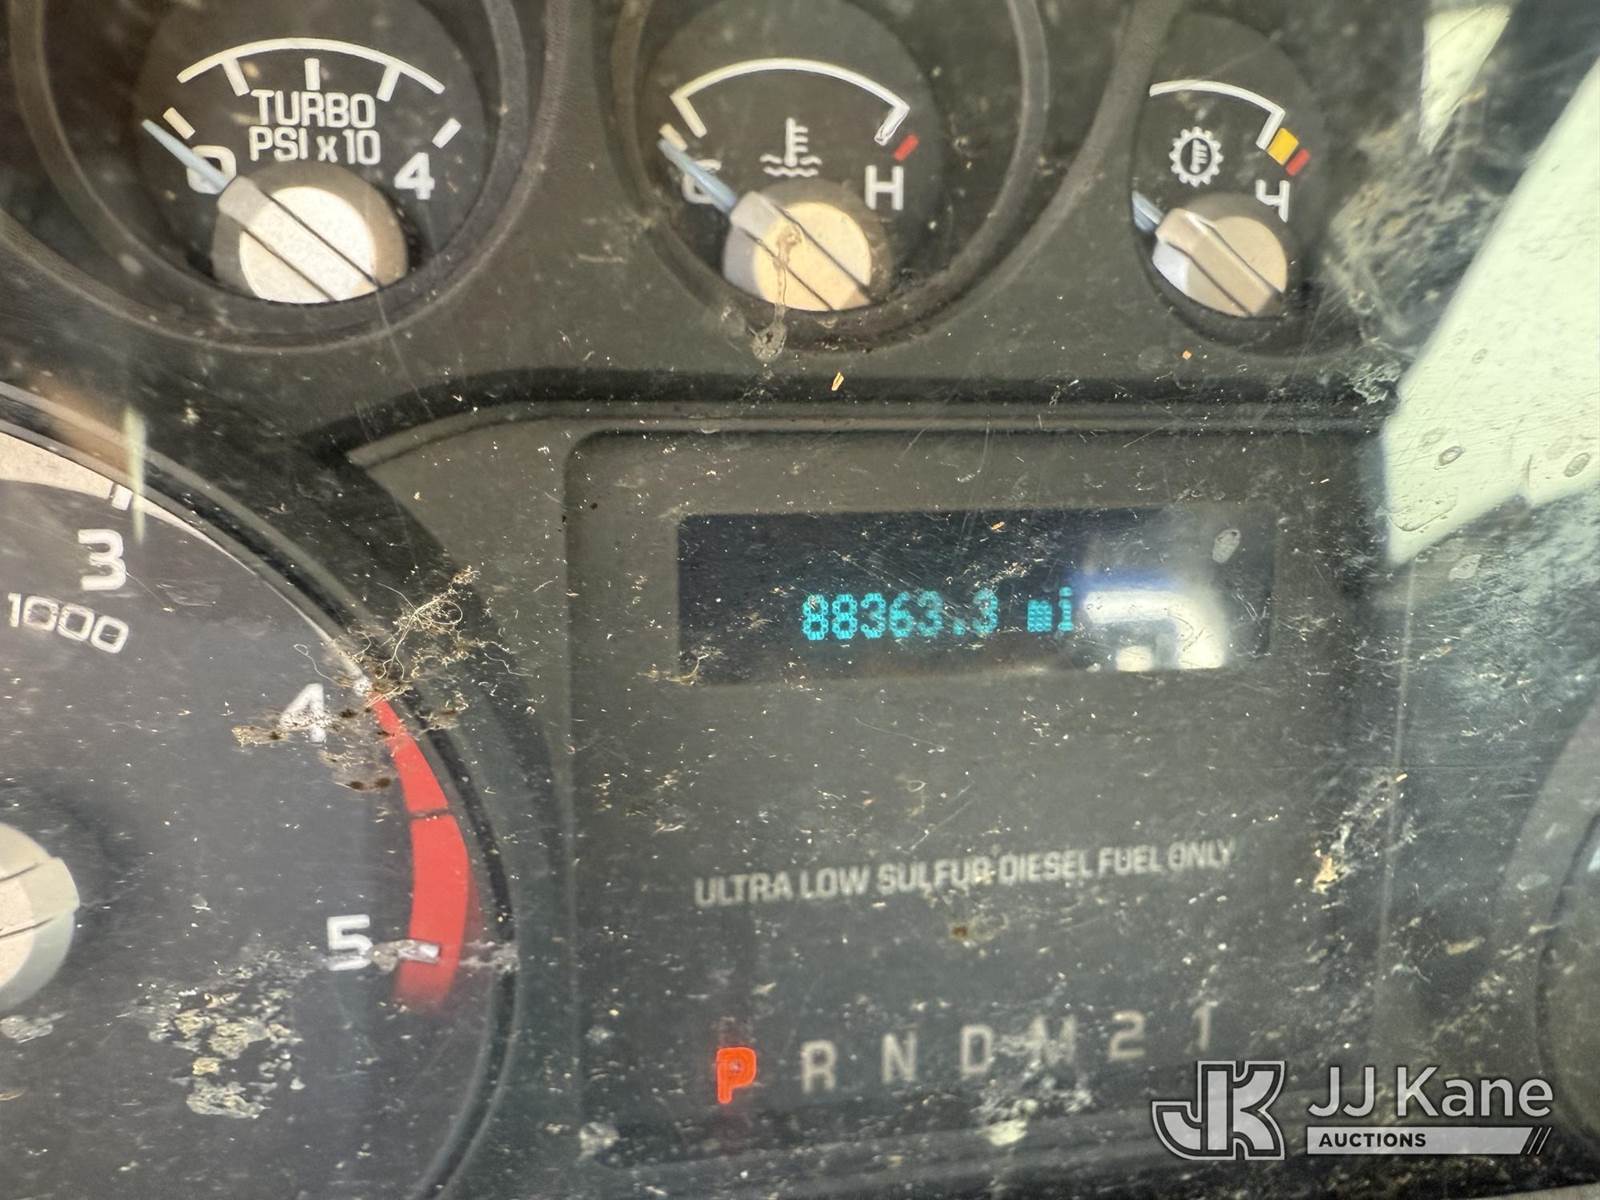 TURBO
PSI x 10
0 4
C H
H
3
1000
4
5
88363.3 mi
ULTRA LOW SULFUR DIESEL FUEL ONLY
P R N D M 2 1
JK JJ Kane
AUCTIONS